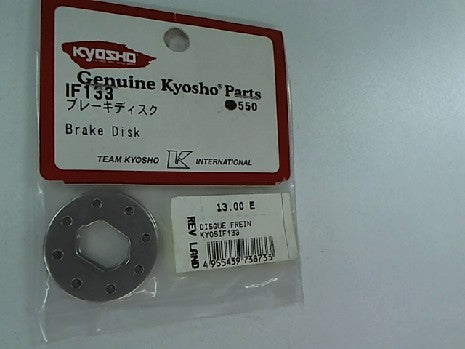 KYOSHO
Genuine Kyosho® Parts
IF133
●550
ブレーキディスク
Brake Disk
TEAM KYOSHO K INTERNATIONAL
13.00 E
DISQUE FREIN
KYOSIF133
REV LAND